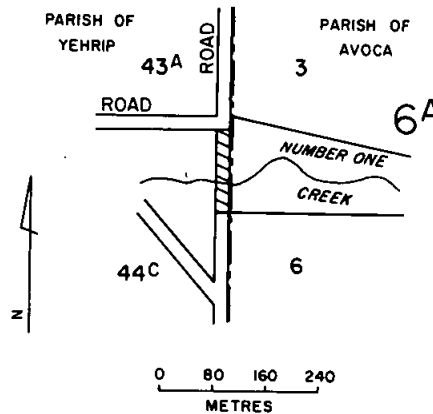 PARISH OF
YEHRIP
PARISH OF
AVOCA
43A
ROAD
3
ROAD
6A
NUMBER ONE
CREEK
44C
6
N
0 80 160 240
METRES